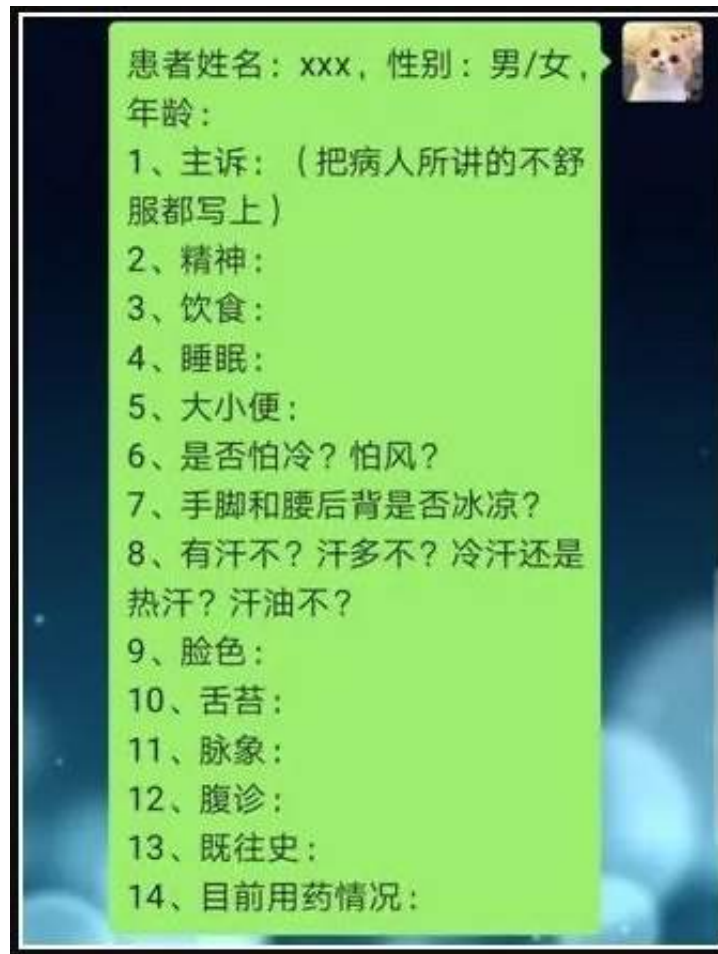 患者姓名：xxx，性别：男/女，
年龄：
1、主诉：（把病人所讲的不舒
服都写上）
2、精神：
3、饮食：
4、睡眠：
5、大小便：
6、是否怕冷？怕风？
7、手脚和腰后背是否冰凉？
8、有汗不？汗多不？冷汗还是
热汗？汗油不？
9、脸色：
10、舌苔：
11、脉象：
12、腹诊：
13、既往史：
14、目前用药情况：